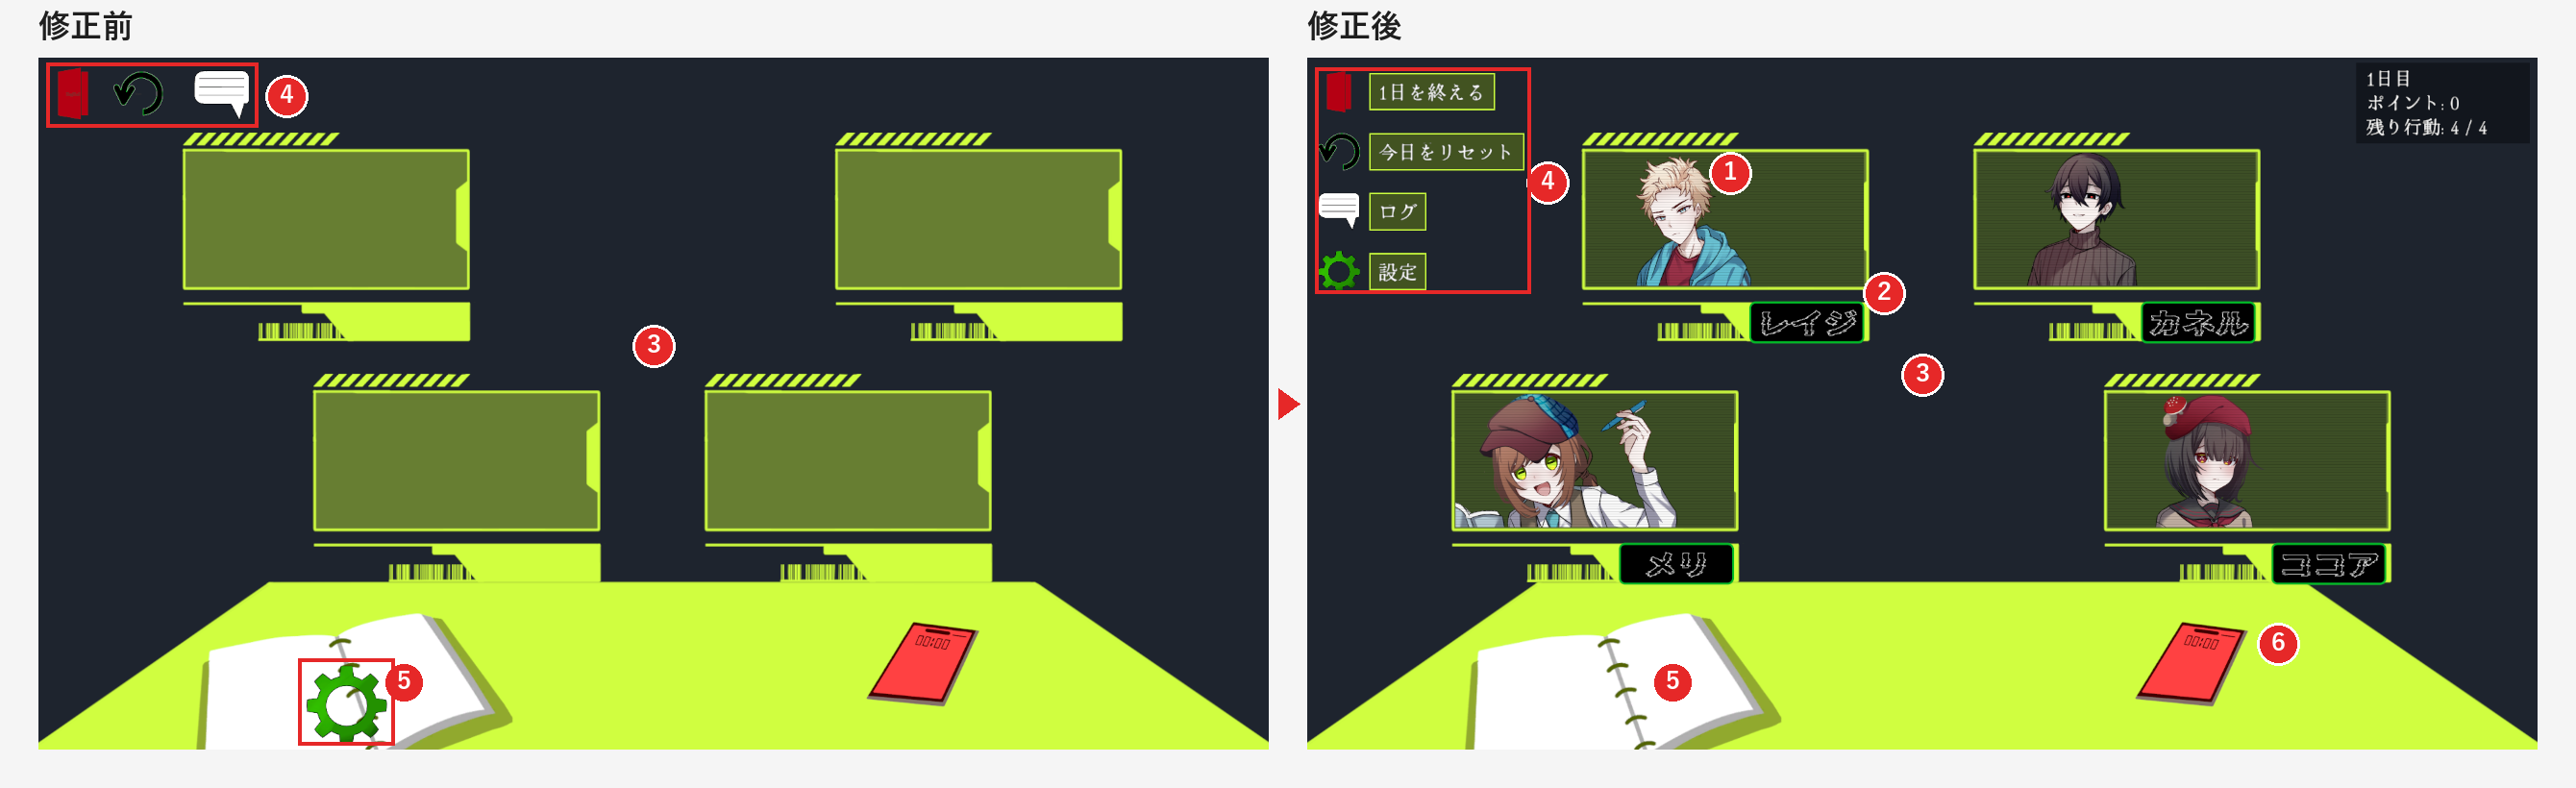 修正前
4
3
00:00
5
修正後
1日を終える
今日をリセット
ログ
設定
4
1日目
ポイント: 0
残り行動: 4 / 4
1
2
レイジ
カネル
3
メリ
ココア
00:00
5
6